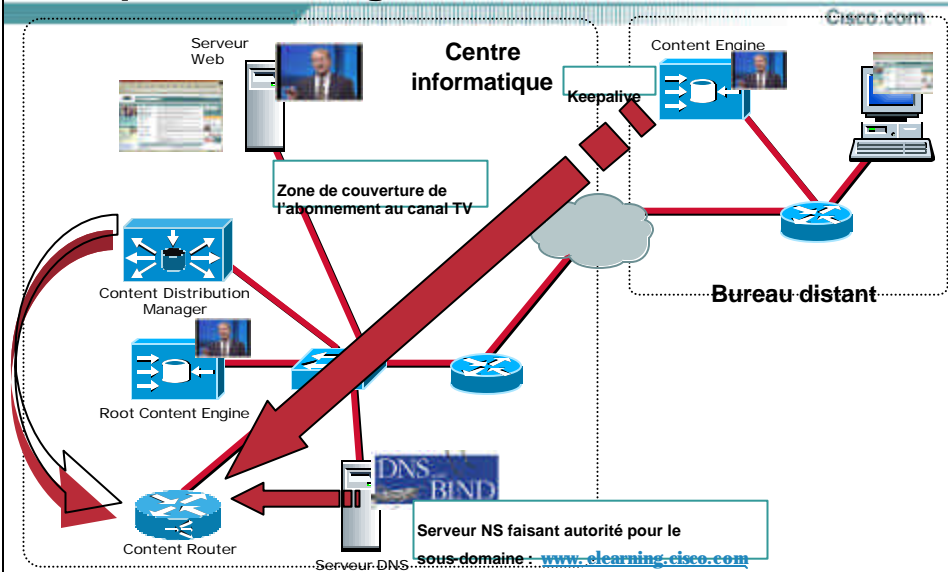 Cisco.com
Serveur
Web
Centre
informatique
Content Engine
Keepalive
Zone de couverture de
l'abonnement au canal TV
Content Distribution
Manager
Bureau distant
Root Content Engine
DNS and
BIND
Content Router
Serveur DNS
Serveur NS faisant autorité pour le
sous-domaine : www. elearning.cisco.com